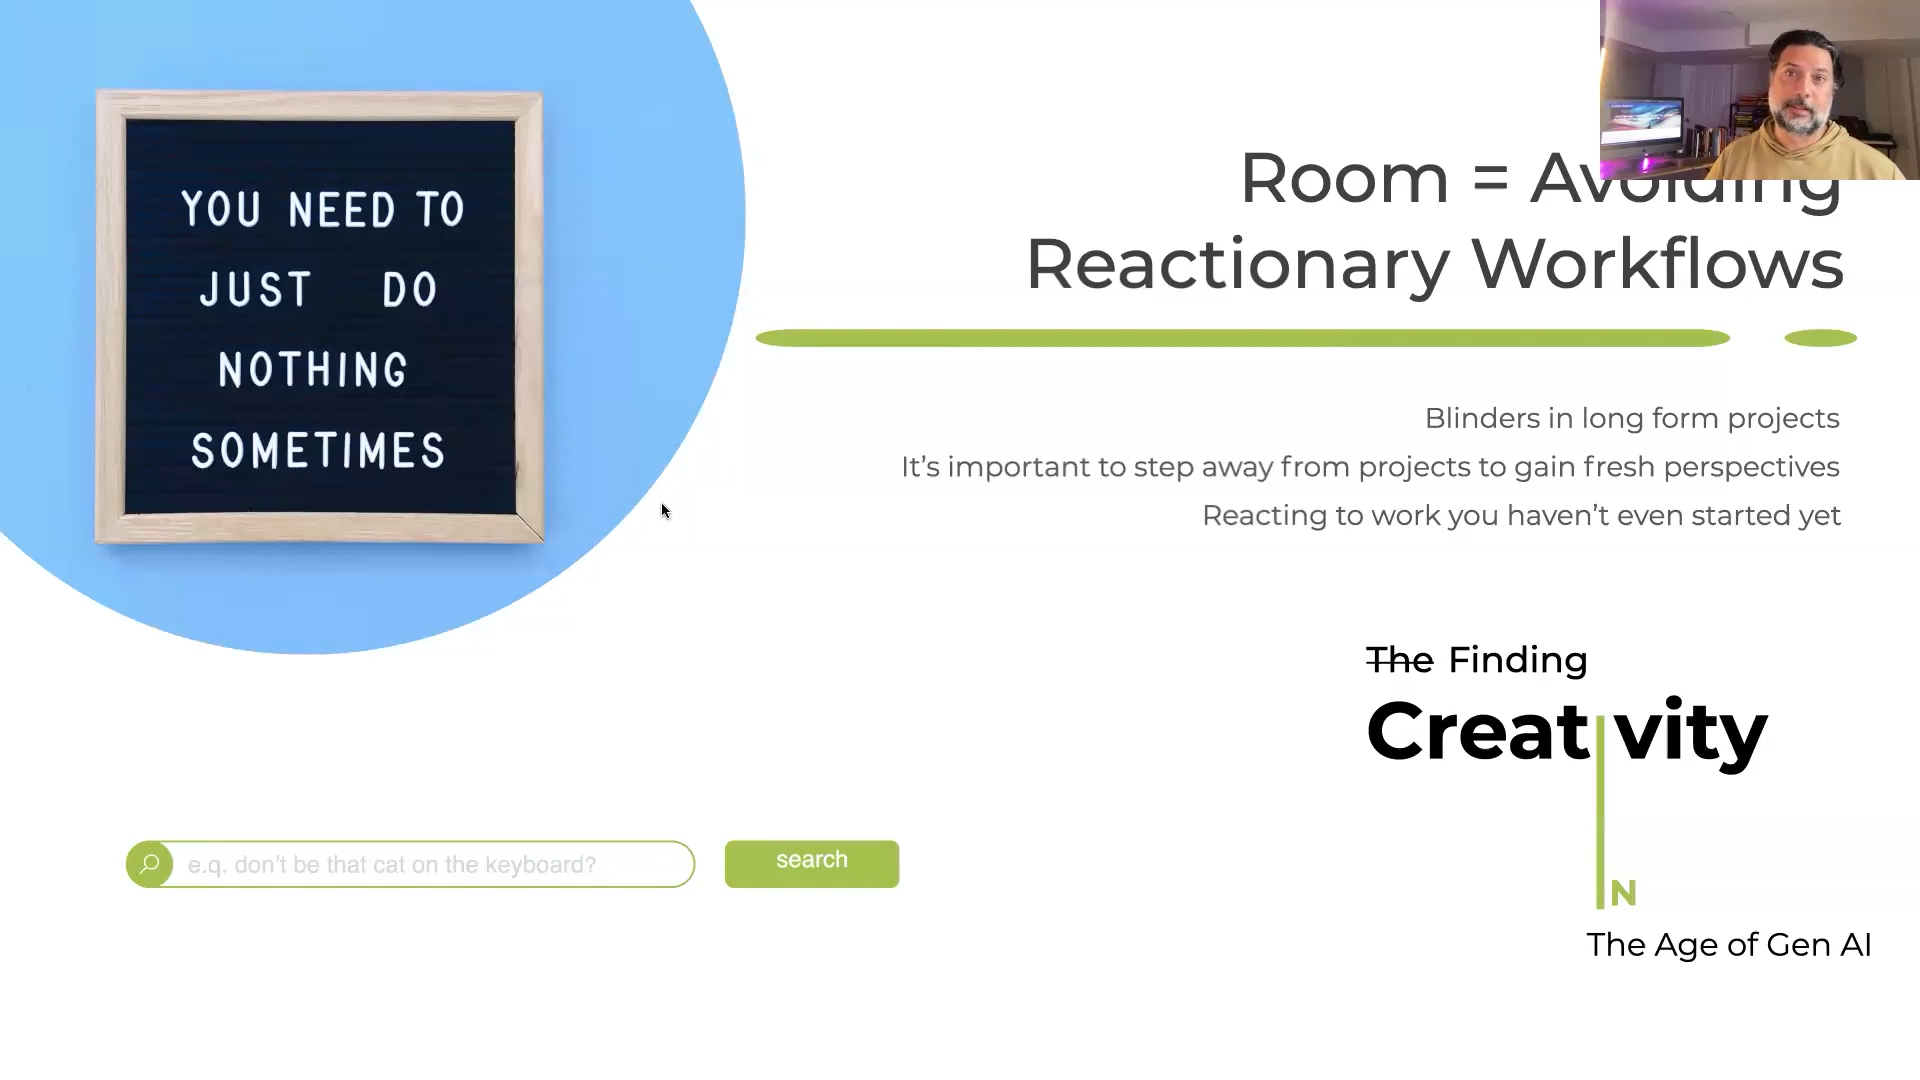 YOU NEED TO
JUST DO
NOTHING
SOMETIMES
Room = Avoiding
Reactionary Workflows
Blinders in long form projects
It’s important to step away from projects to gain fresh perspectives
Reacting to work you haven’t even started yet
The Finding
Creativity
N
The Age of Gen AI
e.q. don't be that cat on the keyboard?
search